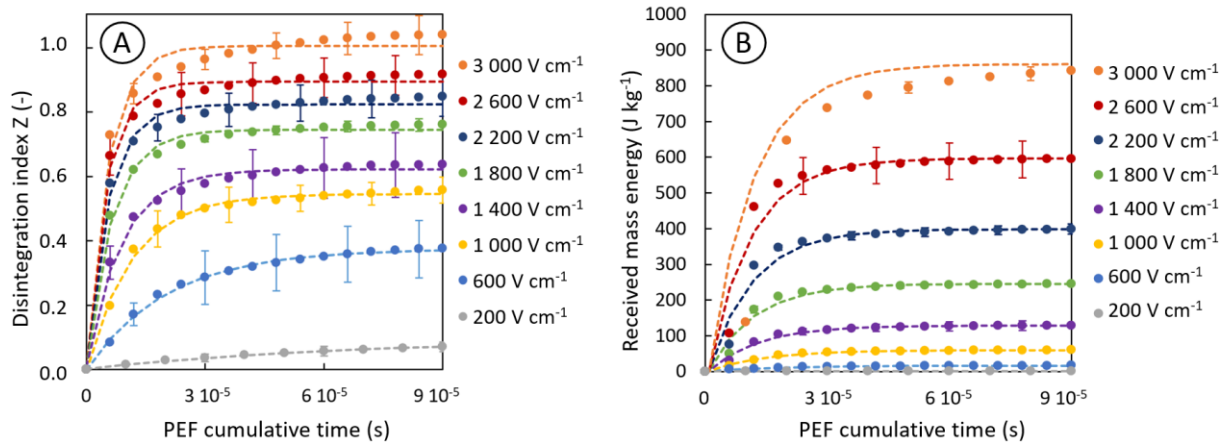 A
Disintegration index Z (-)
1.0
0.8
0.6
0.4
0.2
0.0
0
3 10-5
6 10-5
9 10-5
PEF cumulative time (s)
3 000 V cm-1
2 600 V cm-1
2 200 V cm-1
1 800 V cm-1
1 400 V cm-1
1 000 V cm-1
600 V cm-1
200 V cm-1
B
Received mass energy (J kg-1)
1000
900
800
700
600
500
400
300
200
100
0
0
3 10-5
6 10-5
9 10-5
PEF cumulative time (s)
3 000 V cm-1
2 600 V cm-1
2 200 V cm-1
1 800 V cm-1
1 400 V cm-1
1 000 V cm-1
600 V cm-1
200 V cm-1